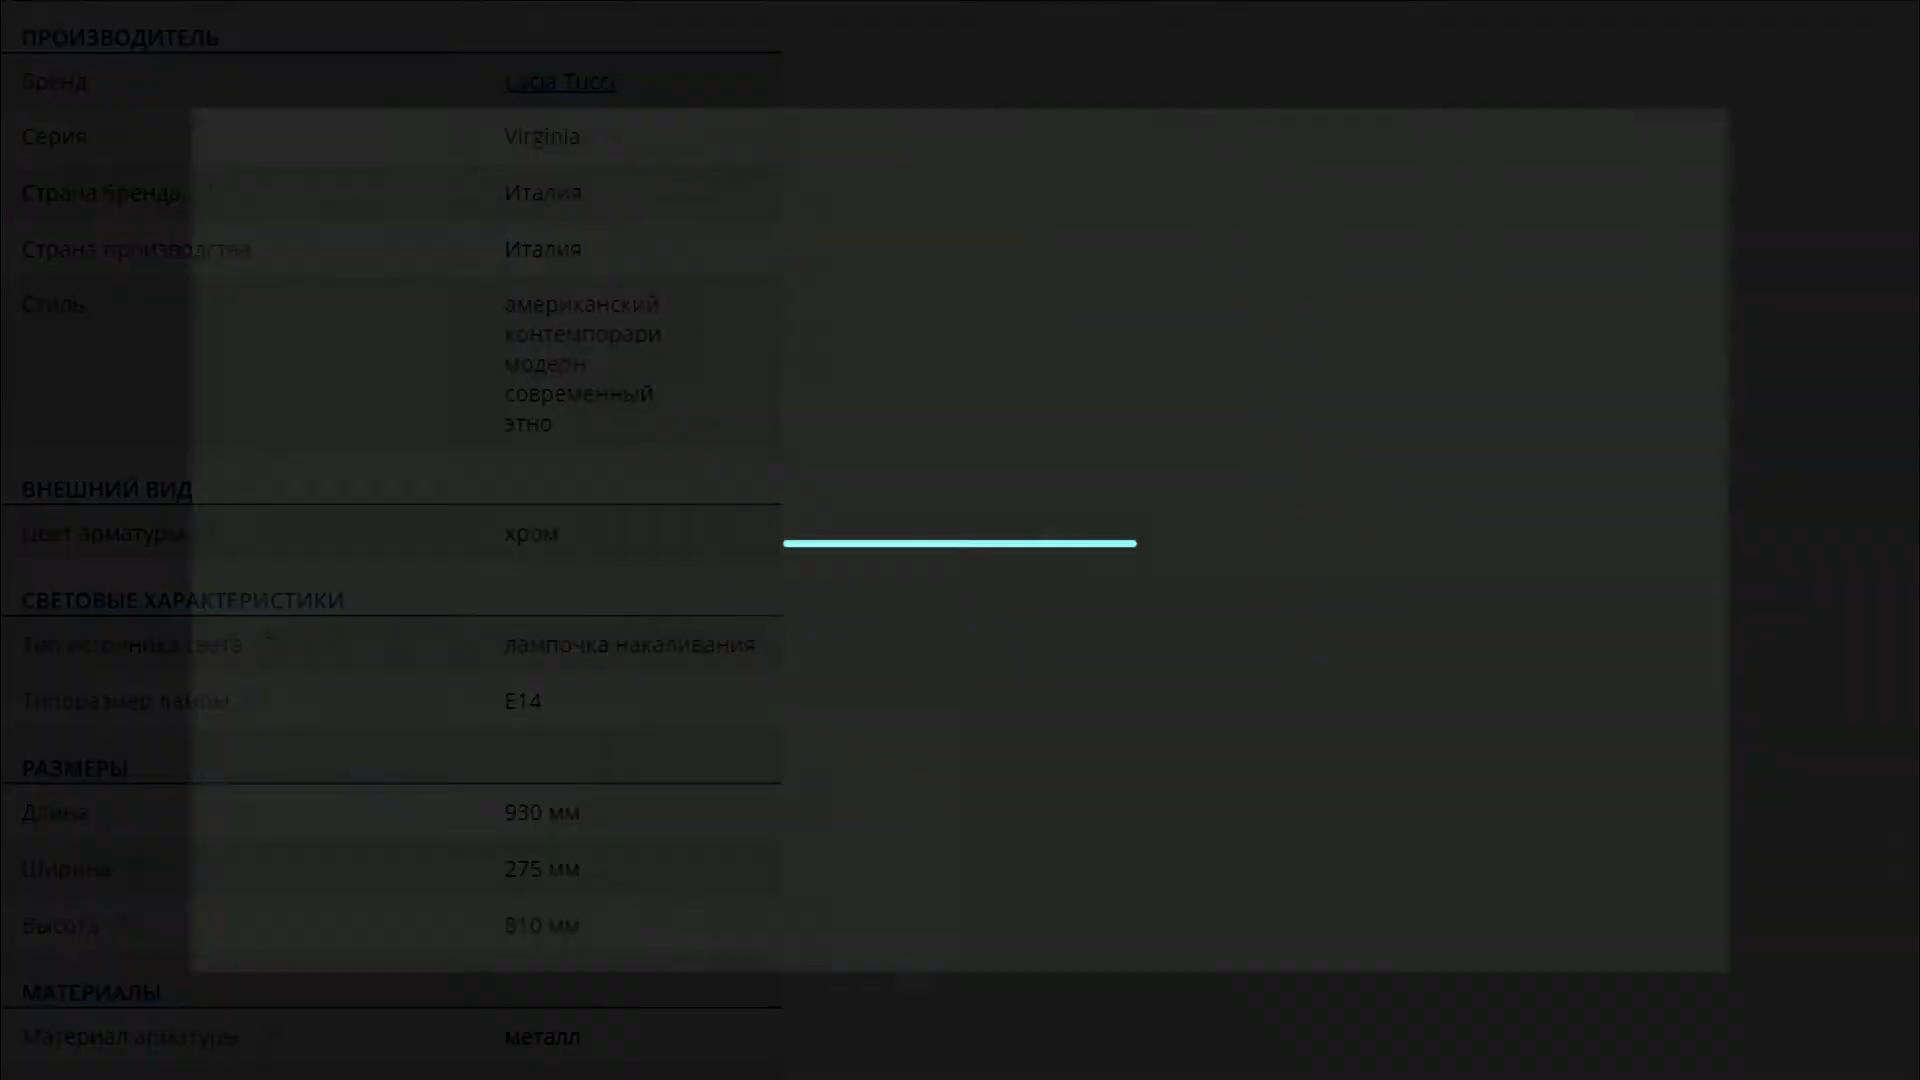 ПРОИЗВОДИТЕЛЬ
Бренд Lucia Tucci
Серия Virginia
Страна бренда Италия
Страна производства Италия
Стиль американский
контемпорари
модерн
современный
этно
ВНЕШНИЙ ВИД
Цвет арматуры хром
СВЕТОВЫЕ ХАРАКТЕРИСТИКИ
Тип источника света лампочка накаливания
Типоразмер лампы E14
РАЗМЕРЫ
Длина 930 мм
Ширина 275 мм
Высота 810 мм
МАТЕРИАЛЫ
Материал арматуры металл